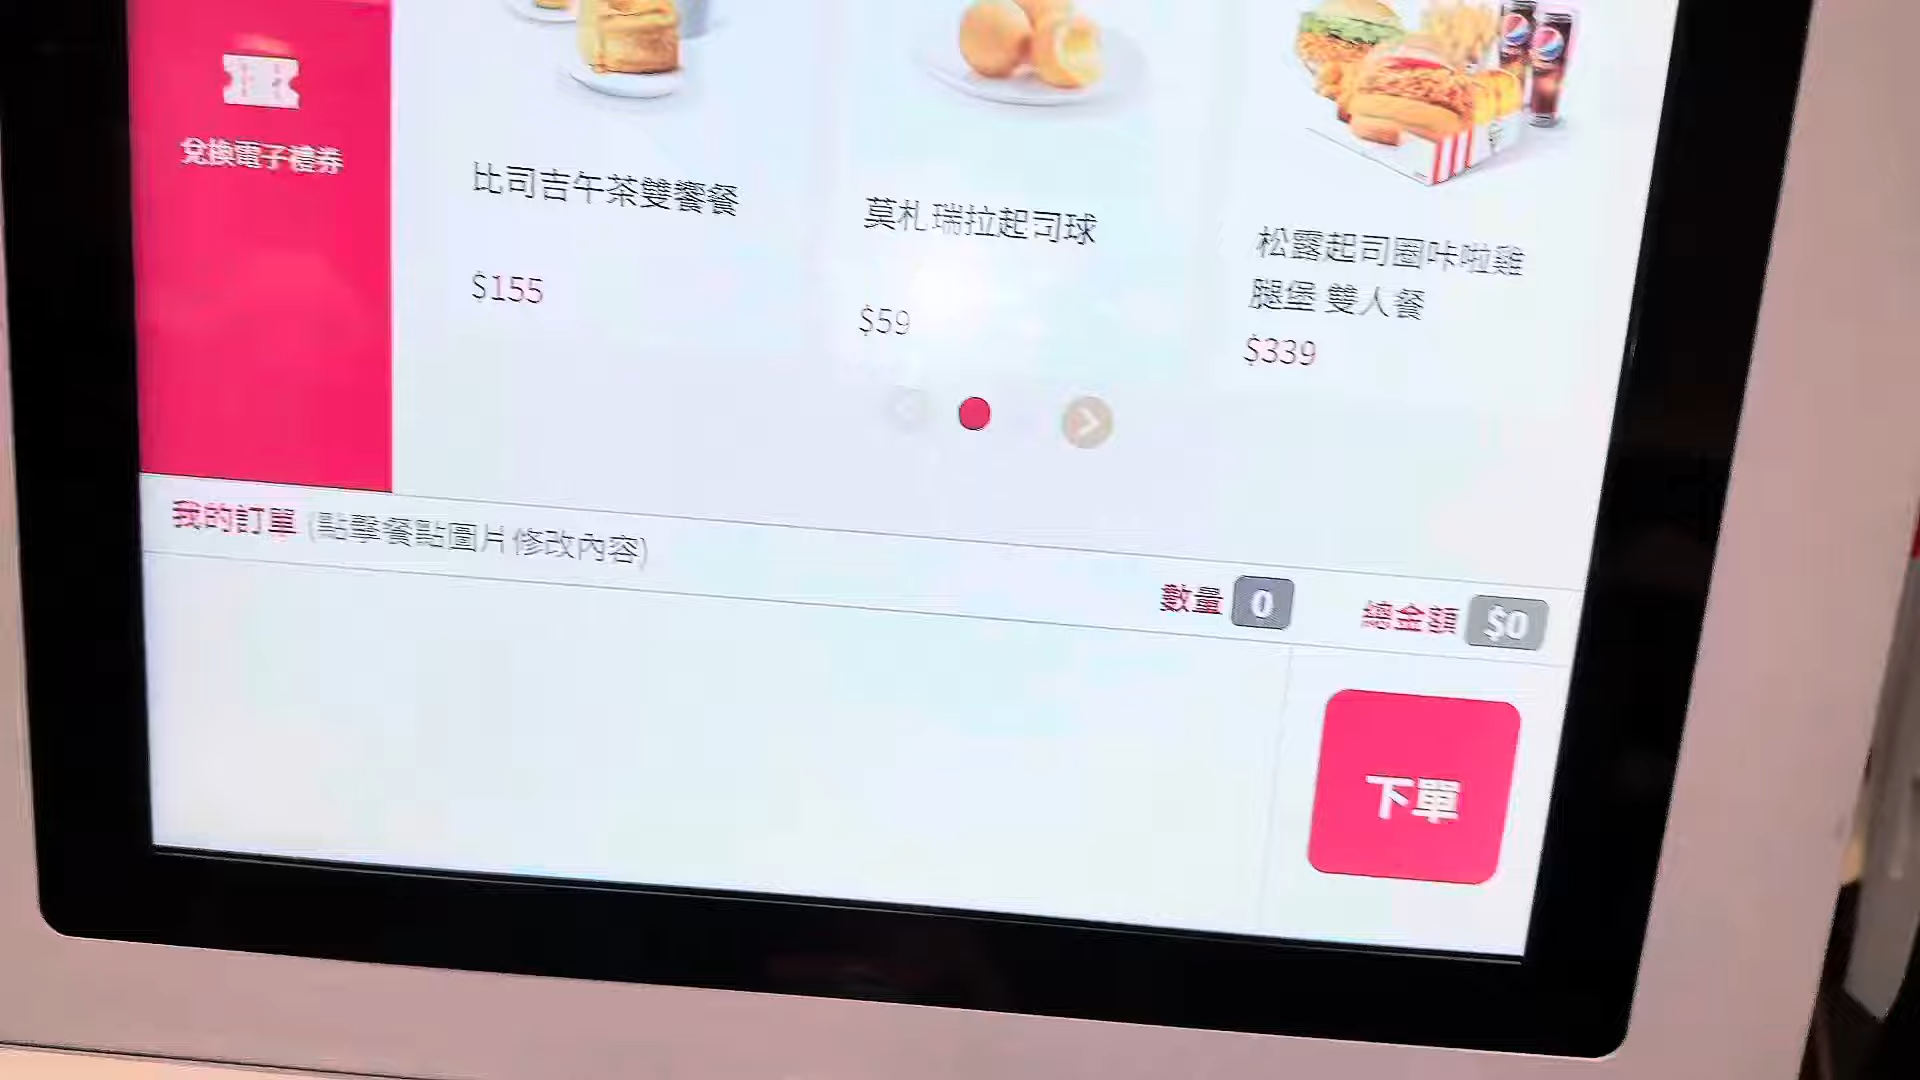 兌換電子禮券
比司吉午茶雙饗餐
$155
莫札瑞拉起司球
$59
松露起司圈咔啦雞
腿堡 雙人餐
$339
我的訂單 (點擊餐點圖片修改內容)
數量 0
總金額 $0
下單